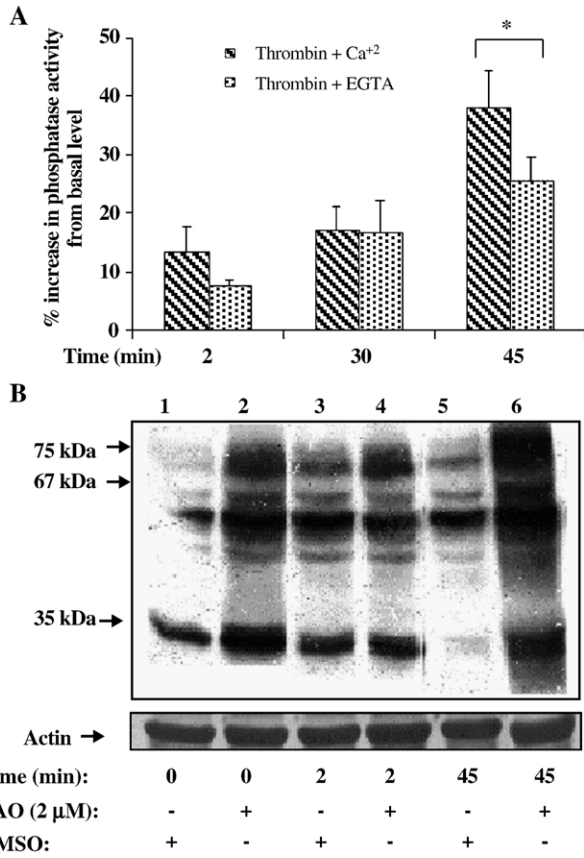 A
% increase in phosphatase activity
from basal level
50
40
30
20
10
0
Thrombin + Ca+2
Thrombin + EGTA
*
Time (min) 2 30 45
B
1 2 3 4 5 6
75 kDa
67 kDa
35 kDa
Actin
me (min): 0 0 2 2 45 45
AO (2 µM): - + - + - +
MSO: + - + - + -